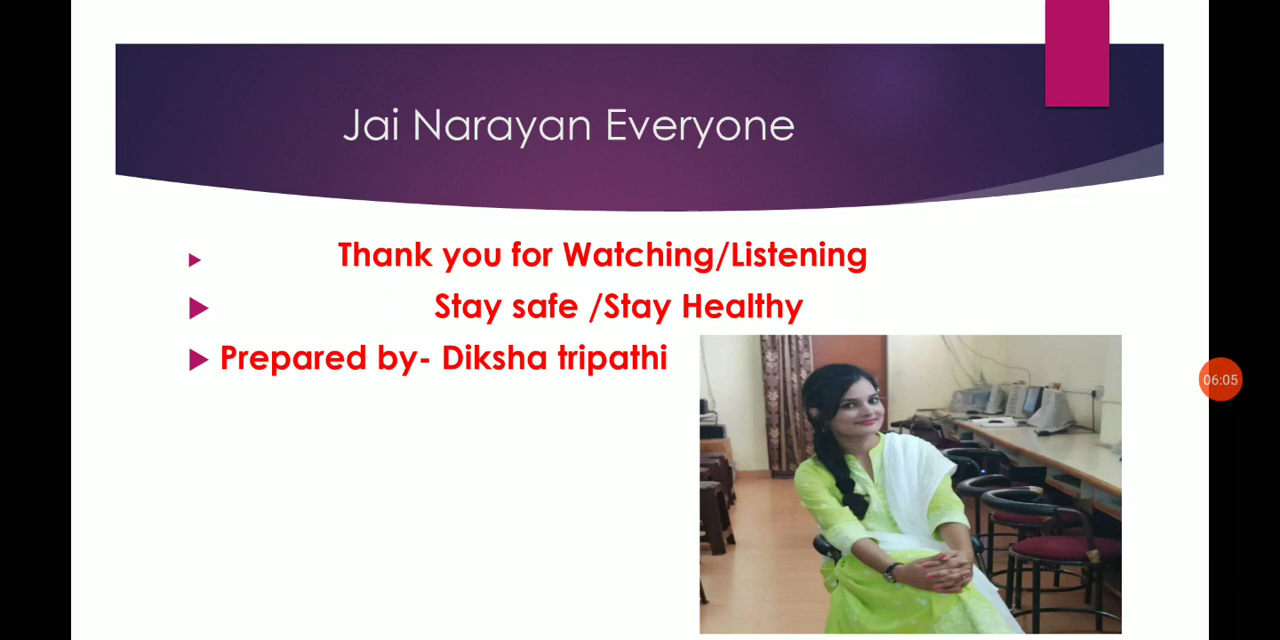 Jai Narayan Everyone
Thank you for Watching/Listening
Stay safe /Stay Healthy
Prepared by- Diksha tripathi
06:05